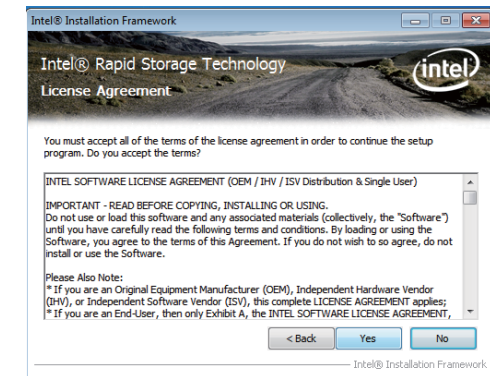 Intel® Installation Framework
Intel® Rapid Storage Technology
License Agreement
intel
You must accept all of the terms of the license agreement in order to continue the setup
program. Do you accept the terms?
INTEL SOFTWARE LICENSE AGREEMENT (OEM / IHV / ISV Distribution & Single User)
IMPORTANT - READ BEFORE COPYING, INSTALLING OR USING.
Do not use or load this software and any associated materials (collectively, the "Software")
until you have carefully read the following terms and conditions. By loading or using the
Software, you agree to the terms of this Agreement. If you do not wish to so agree, do not
install or use the Software.
Please Also Note:
* If you are an Original Equipment Manufacturer (OEM), Independent Hardware Vendor
(IHV), or Independent Software Vendor (ISV), this complete LICENSE AGREEMENT applies;
* If you are an End-User, then only Exhibit A, the INTEL SOFTWARE LICENSE AGREEMENT,
< Back Yes No
Intel® Installation Framework